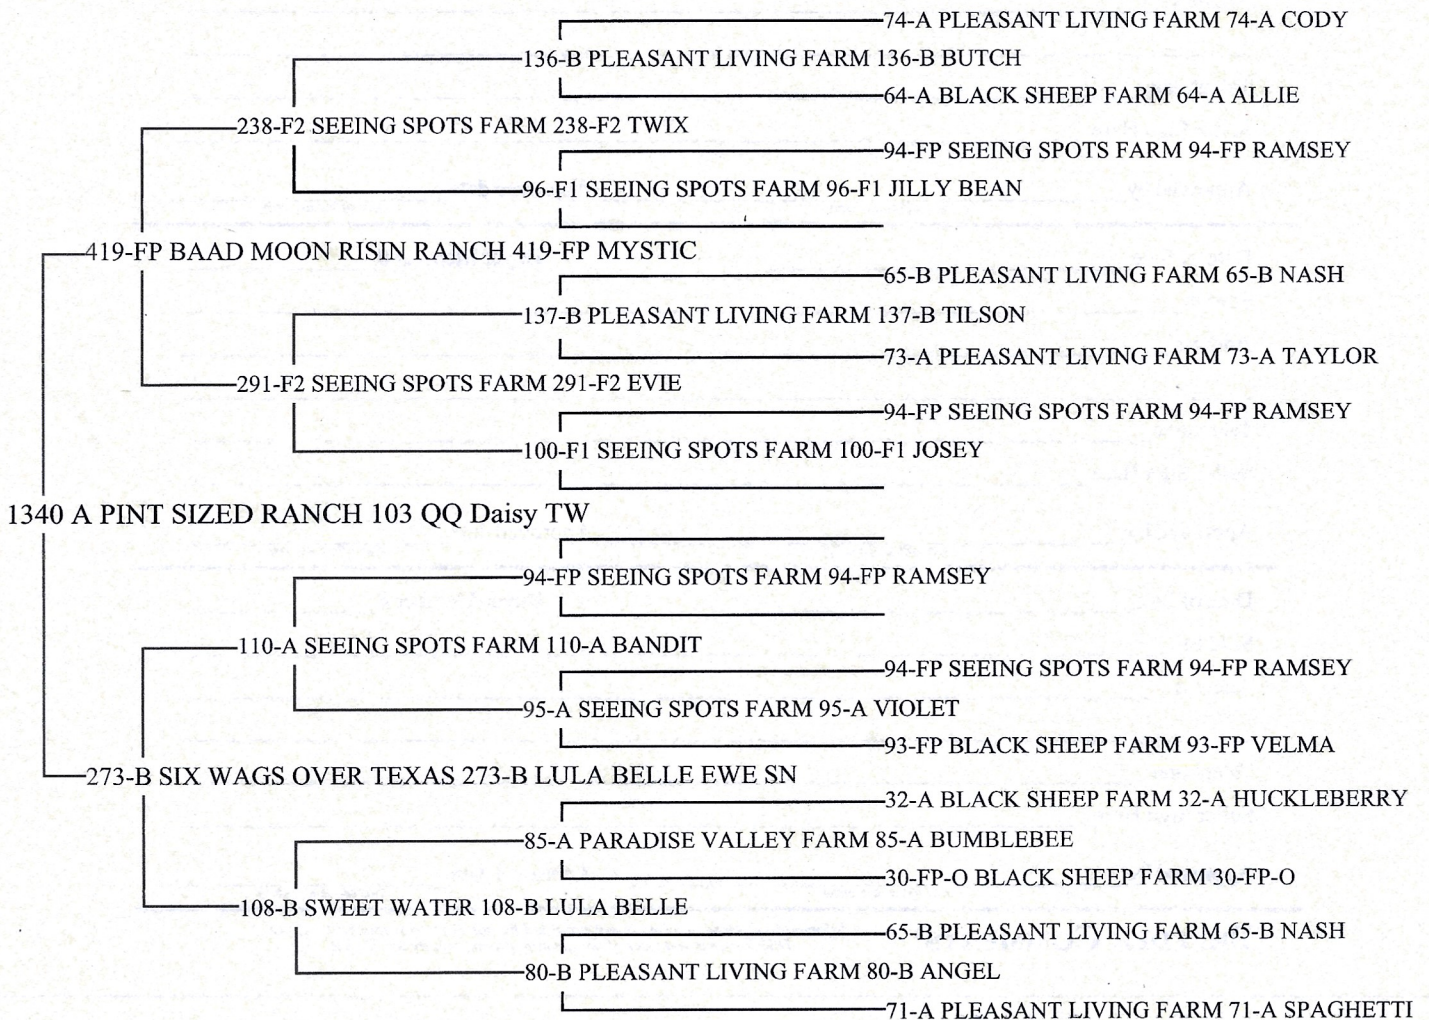 74-A PLEASANT LIVING FARM 74-A CODY
136-B PLEASANT LIVING FARM 136-B BUTCH
64-A BLACK SHEEP FARM 64-A ALLIE
238-F2 SEEING SPOTS FARM 238-F2 TWIX
94-FP SEEING SPOTS FARM 94-FP RAMSEY
96-F1 SEEING SPOTS FARM 96-F1 JILLY BEAN
419-FP BAAD MOON RISIN RANCH 419-FP MYSTIC
65-B PLEASANT LIVING FARM 65-B NASH
137-B PLEASANT LIVING FARM 137-B TILSON
73-A PLEASANT LIVING FARM 73-A TAYLOR
291-F2 SEEING SPOTS FARM 291-F2 EVIE
94-FP SEEING SPOTS FARM 94-FP RAMSEY
100-F1 SEEING SPOTS FARM 100-F1 JOSEY
1340 A PINT SIZED RANCH 103 QQ Daisy TW
94-FP SEEING SPOTS FARM 94-FP RAMSEY
110-A SEEING SPOTS FARM 110-A BANDIT
94-FP SEEING SPOTS FARM 94-FP RAMSEY
95-A SEEING SPOTS FARM 95-A VIOLET
93-FP BLACK SHEEP FARM 93-FP VELMA
273-B SIX WAGS OVER TEXAS 273-B LULA BELLE EWE SN
32-A BLACK SHEEP FARM 32-A HUCKLEBERRY
85-A PARADISE VALLEY FARM 85-A BUMBLEBEE
30-FP-O BLACK SHEEP FARM 30-FP-O
108-B SWEET WATER 108-B LULA BELLE
65-B PLEASANT LIVING FARM 65-B NASH
80-B PLEASANT LIVING FARM 80-B ANGEL
71-A PLEASANT LIVING FARM 71-A SPAGHETTI